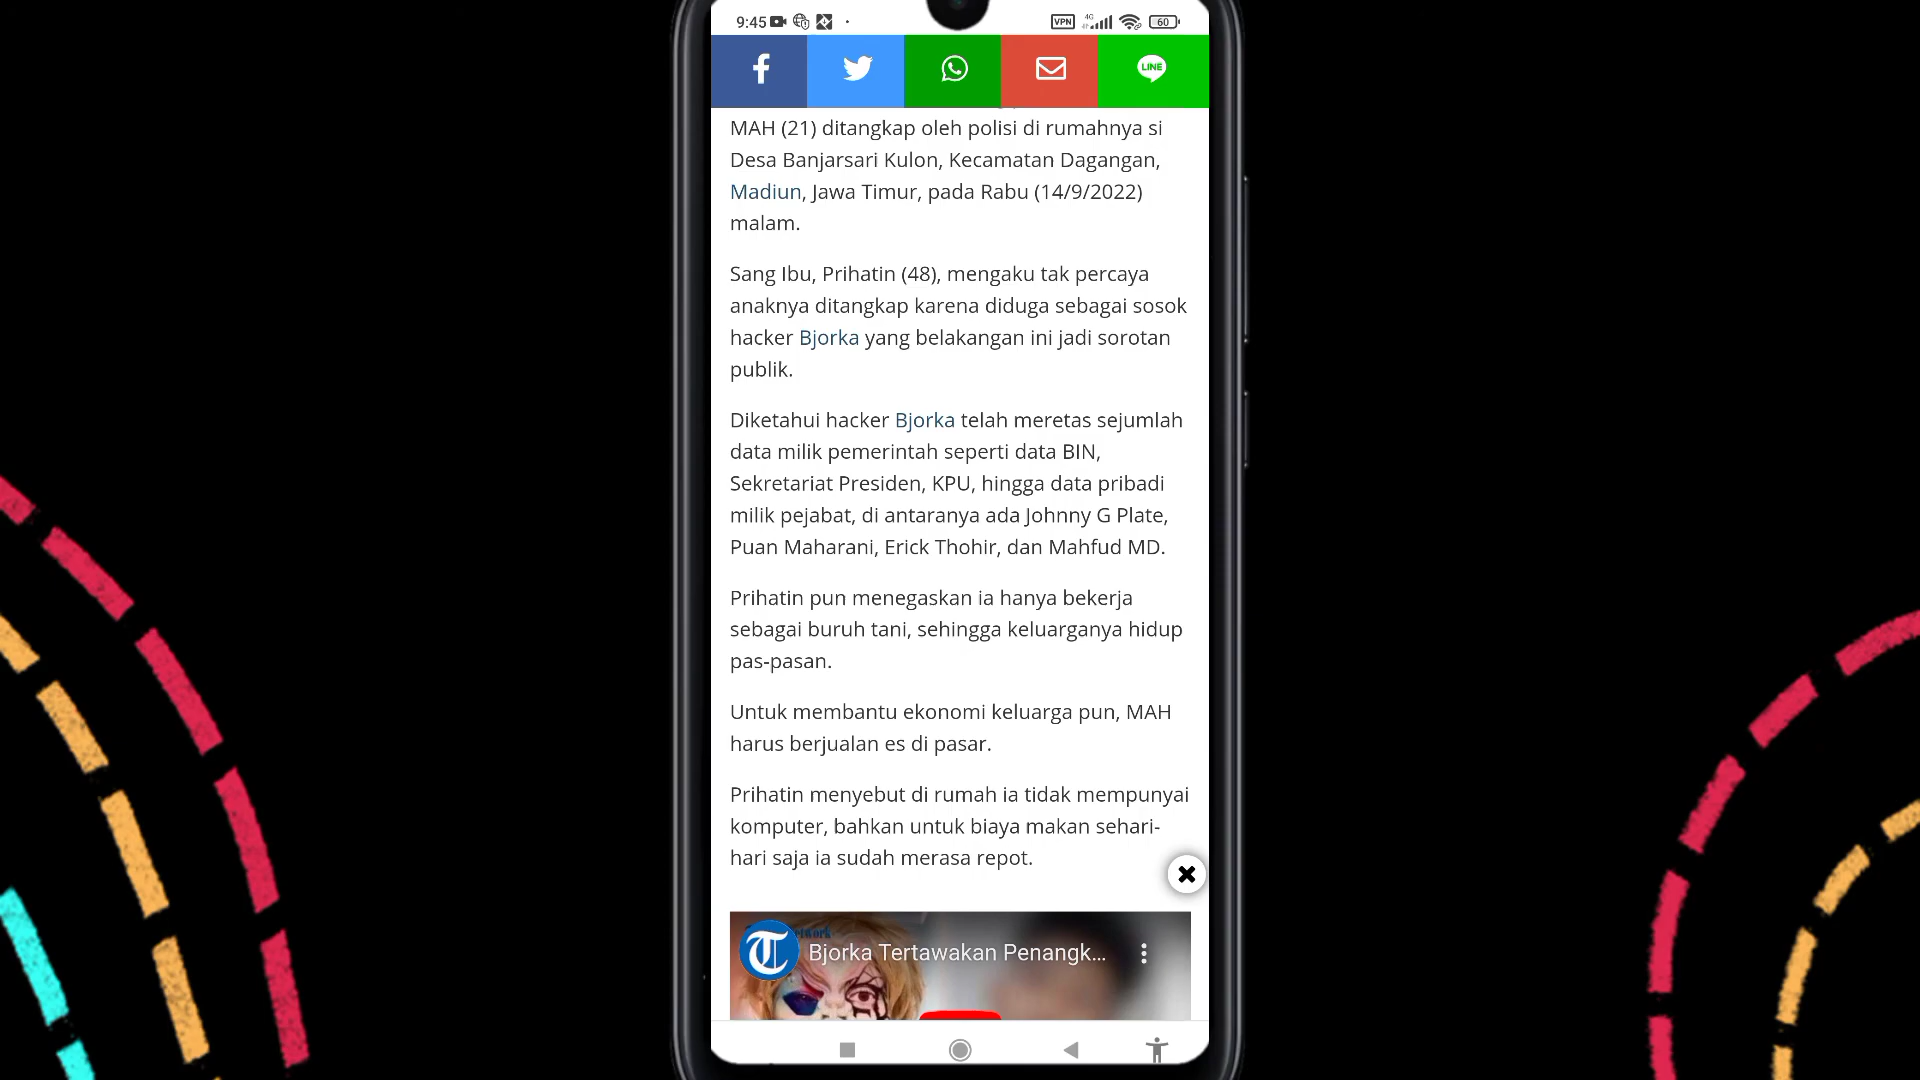 9:45
VPN
4G
60
LINE
MAH (21) ditangkap oleh polisi di rumahnya si
Desa Banjarsari Kulon, Kecamatan Dagangan,
Madiun, Jawa Timur, pada Rabu (14/9/2022)
malam.
Sang Ibu, Prihatin (48), mengaku tak percaya
anaknya ditangkap karena diduga sebagai sosok
hacker Bjorka yang belakangan ini jadi sorotan
publik.
Diketahui hacker Bjorka telah meretas sejumlah
data milik pemerintah seperti data BIN,
Sekretariat Presiden, KPU, hingga data pribadi
milik pejabat, di antaranya ada Johnny G Plate,
Puan Maharani, Erick Thohir, dan Mahfud MD.
Prihatin pun menegaskan ia hanya bekerja
sebagai buruh tani, sehingga keluarganya hidup
pas-pasan.
Untuk membantu ekonomi keluarga pun, MAH
harus berjualan es di pasar.
Prihatin menyebut di rumah ia tidak mempunyai
komputer, bahkan untuk biaya makan sehari-
hari saja ia sudah merasa repot.
Bjorka Tertawakan Penangk...